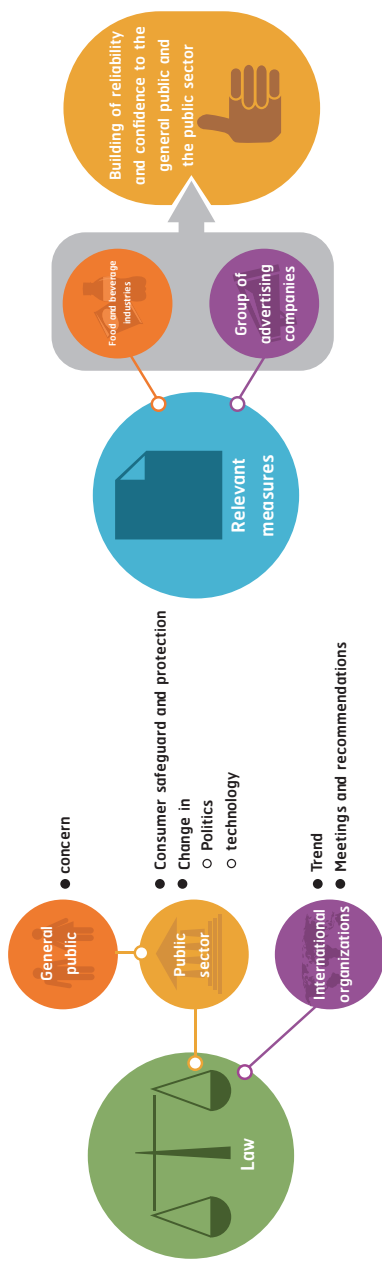 Law
General
public
● concern
Public
sector
● Consumer safeguard and protection
● Change in
○ Politics
○ technology
International
organizations
● Trend
● Meetings and recommendations
Relevant
measures
Food and beverage
industries
Group of
advertising
companies
Building of reliability
and confidence to the
general public and
the public sector